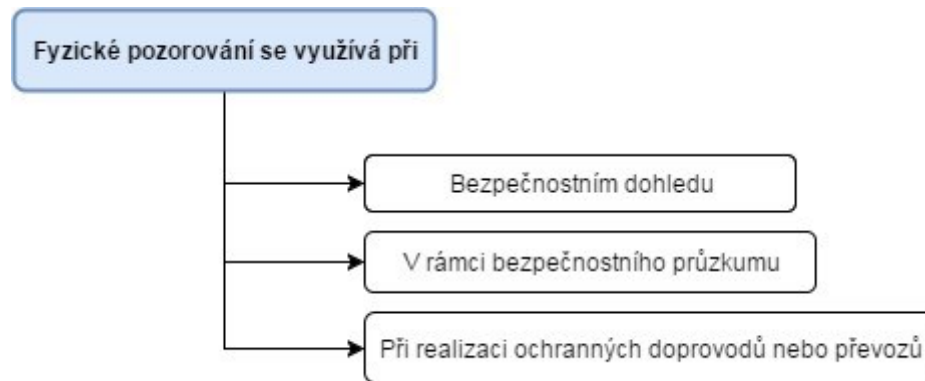 Fyzické pozorování se využívá při
Bezpečnostním dohledu
V rámci bezpečnostního průzkumu
Při realizaci ochranných doprovodů nebo převozů